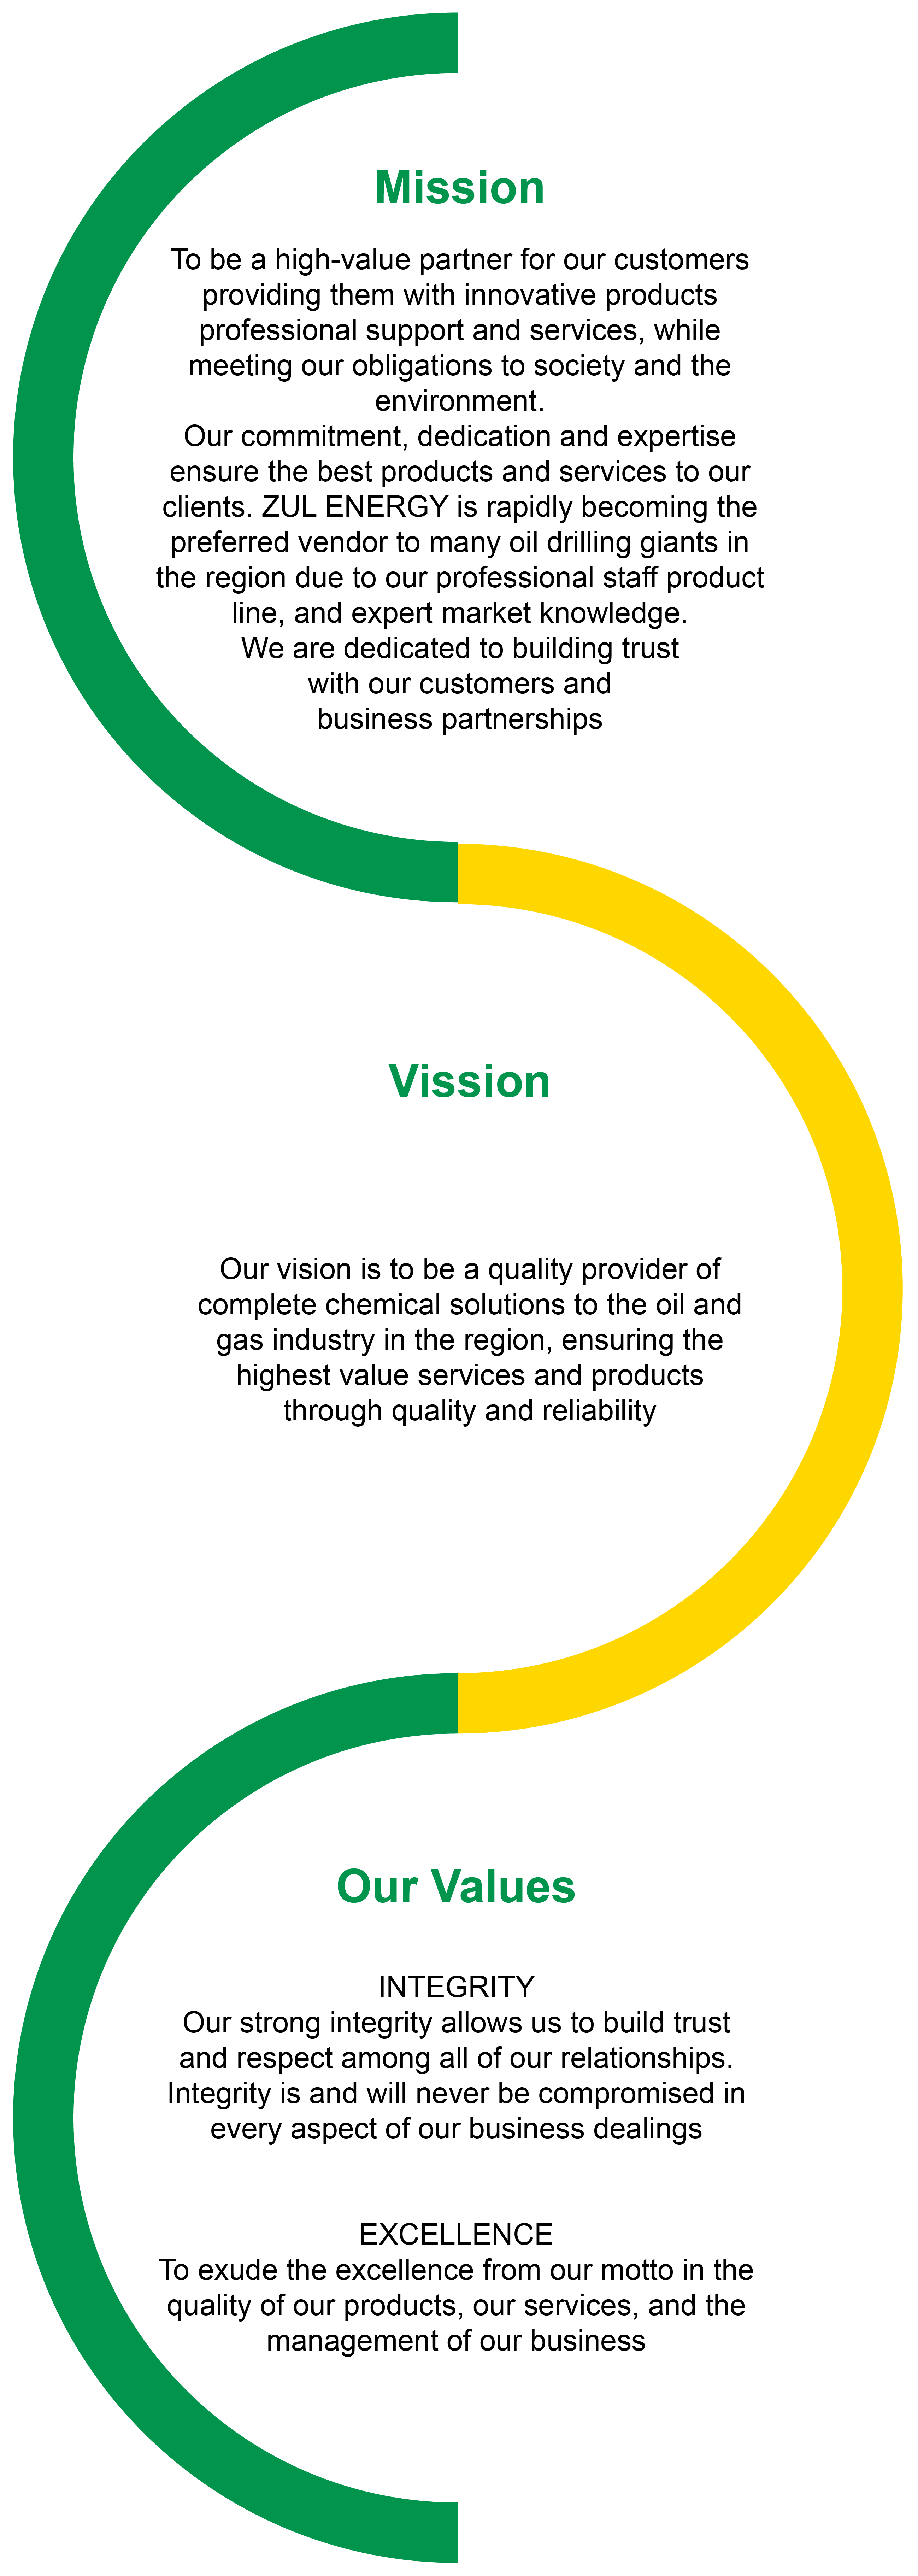 Mission
To be a high-value partner for our customers
providing them with innovative products
professional support and services, while
meeting our obligations to society and the
environment.
Our commitment, dedication and expertise
ensure the best products and services to our
clients. ZUL ENERGY is rapidly becoming the
preferred vendor to many oil drilling giants in
the region due to our professional staff product
line, and expert market knowledge.
We are dedicated to building trust
with our customers and
business partnerships
Vission
Our vision is to be a quality provider of
complete chemical solutions to the oil and
gas industry in the region, ensuring the
highest value services and products
through quality and reliability
Our Values
INTEGRITY
Our strong integrity allows us to build trust
and respect among all of our relationships.
Integrity is and will never be compromised in
every aspect of our business dealings
EXCELLENCE
To exude the excellence from our motto in the
quality of our products, our services, and the
management of our business